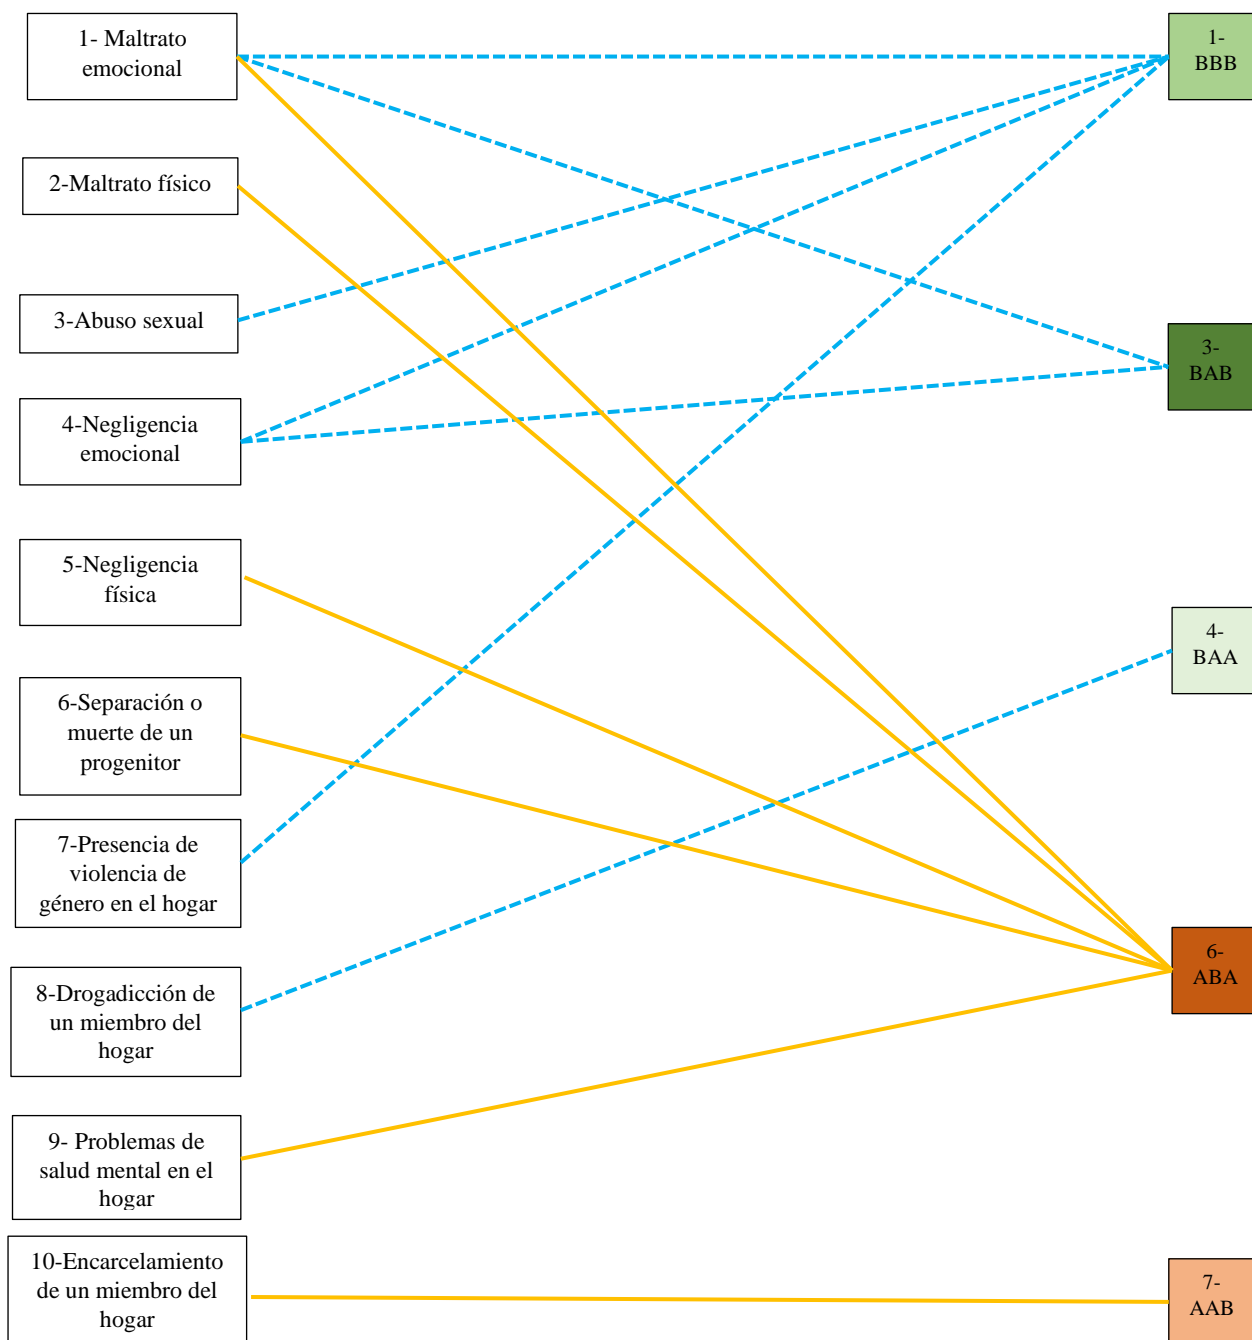 1- Maltrato
emocional
2-Maltrato físico
3-Abuso sexual
4-Negligencia
emocional
5-Negligencia
física
6-Separación o
muerte de un
progenitor
7-Presencia de
violencia de
género en el hogar
8-Drogadicción de
un miembro del
hogar
9- Problemas de
salud mental en el
hogar
10-Encarcelamiento
de un miembro del
hogar
1-
BBB
3-
BAB
4-
BAA
6-
ABA
7-
AAB